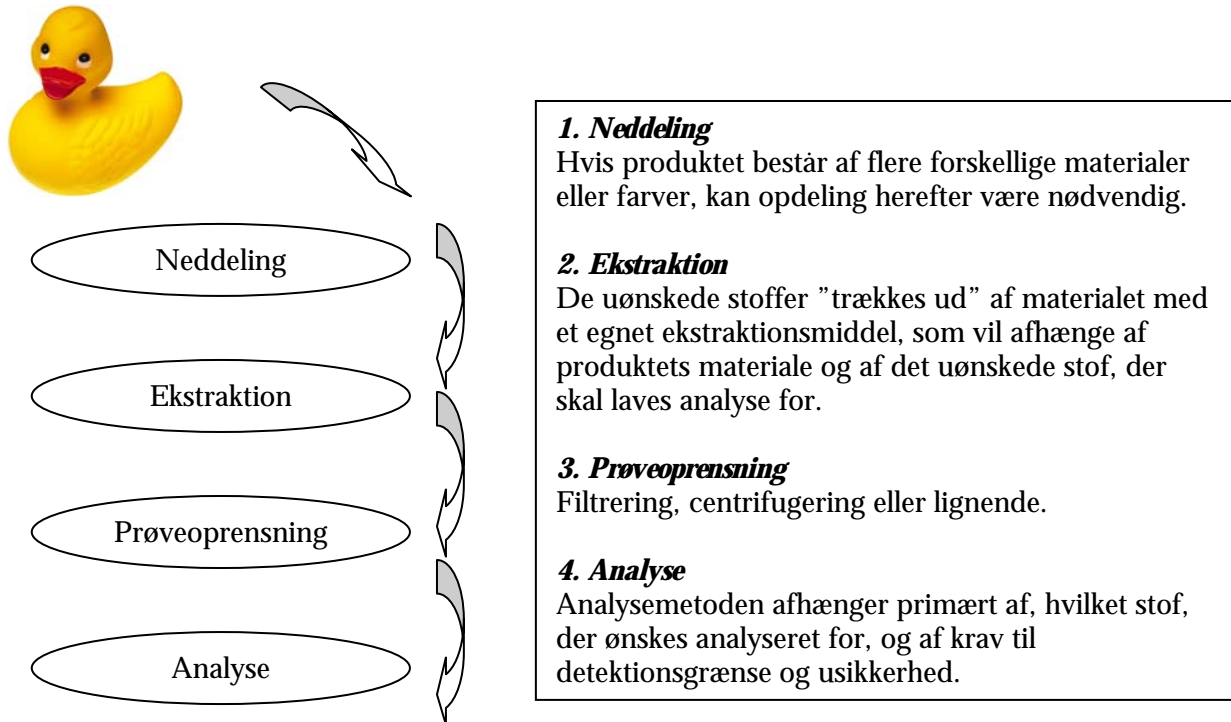 Neddeling
Ekstraktion
Prøveoprensning
Analyse
1. Neddeling
Hvis produktet består af flere forskellige materialer
eller farver, kan opdeling herefter være nødvendig.
2. Ekstraktion
De uønskede stoffer ”trækkes ud” af materialet med
et egnet ekstraktionsmiddel, som vil afhænge af
produktets materiale og af det uønskede stof, der
skal laves analyse for.
3. Prøveoprensning
Filtrering, centrifugering eller lignende.
4. Analyse
Analysemetoden afhænger primært af, hvilket stof,
der ønskes analyseret for, og af krav til
detektionsgrænse og usikkerhed.